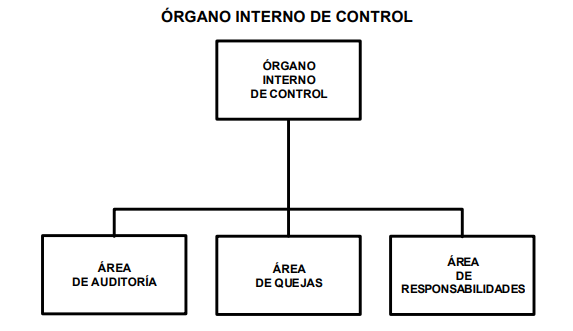 ÓRGANO INTERNO DE CONTROL
ÓRGANO
INTERNO
DE CONTROL
ÁREA
DE AUDITORÍA
ÁREA
DE QUEJAS
ÁREA
DE
RESPONSABILIDADES